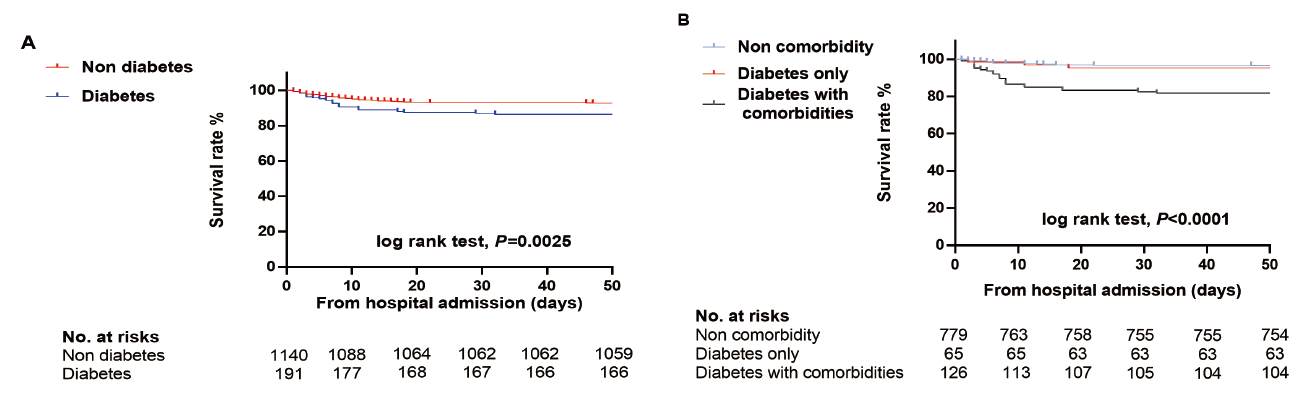 A
Non diabetes
Diabetes
Survival rate %
100
80
60
40
20
0
log rank test, P=0.0025
0 10 20 30 40 50
From hospital admission (days)
No. at risks
Non diabetes 1140 1088 1064 1062 1062 1059
Diabetes 191 177 168 167 166 166
B
Non comorbidity
Diabetes only
Diabetes with
comorbidities
Survival rate %
100
80
60
40
20
0
log rank test, P<0.0001
0 10 20 30 40 50
From hospital admission (days)
No. at risks
Non comorbidity 779 763 758 755 755 754
Diabetes only 65 65 63 63 63 63
Diabetes with comorbidities 126 113 107 105 104 104